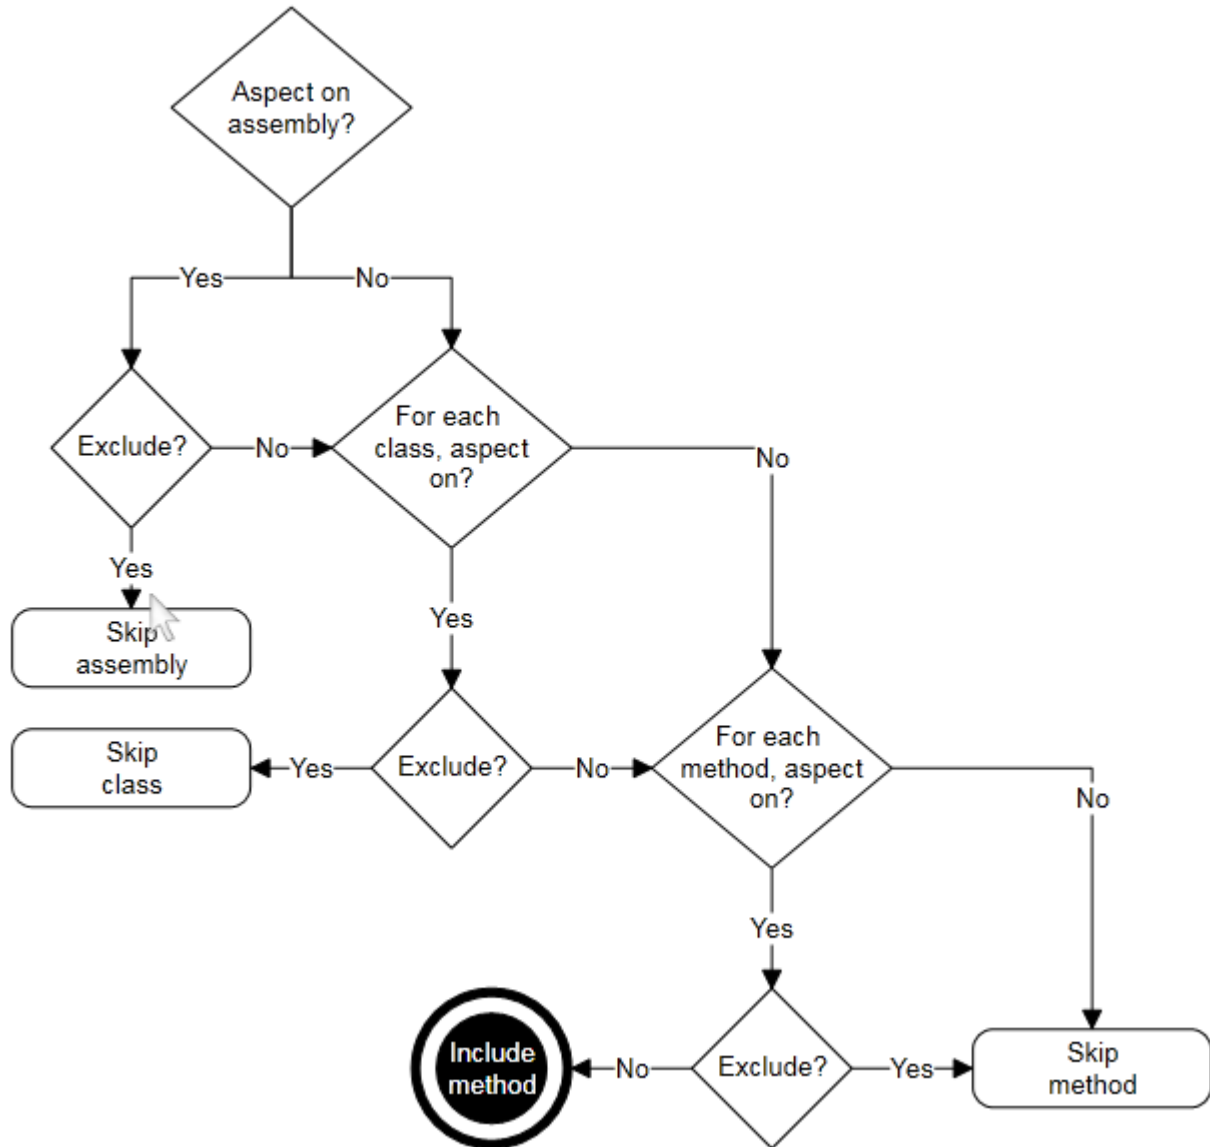 Aspect on
assembly?
Yes
No
Exclude?
No
For each
class, aspect
on?
No
Yes
Skip
assembly
Yes
Skip
class
Yes
Exclude?
No
For each
method, aspect
on?
No
Yes
Include
method
No
Exclude?
Yes
Skip
method